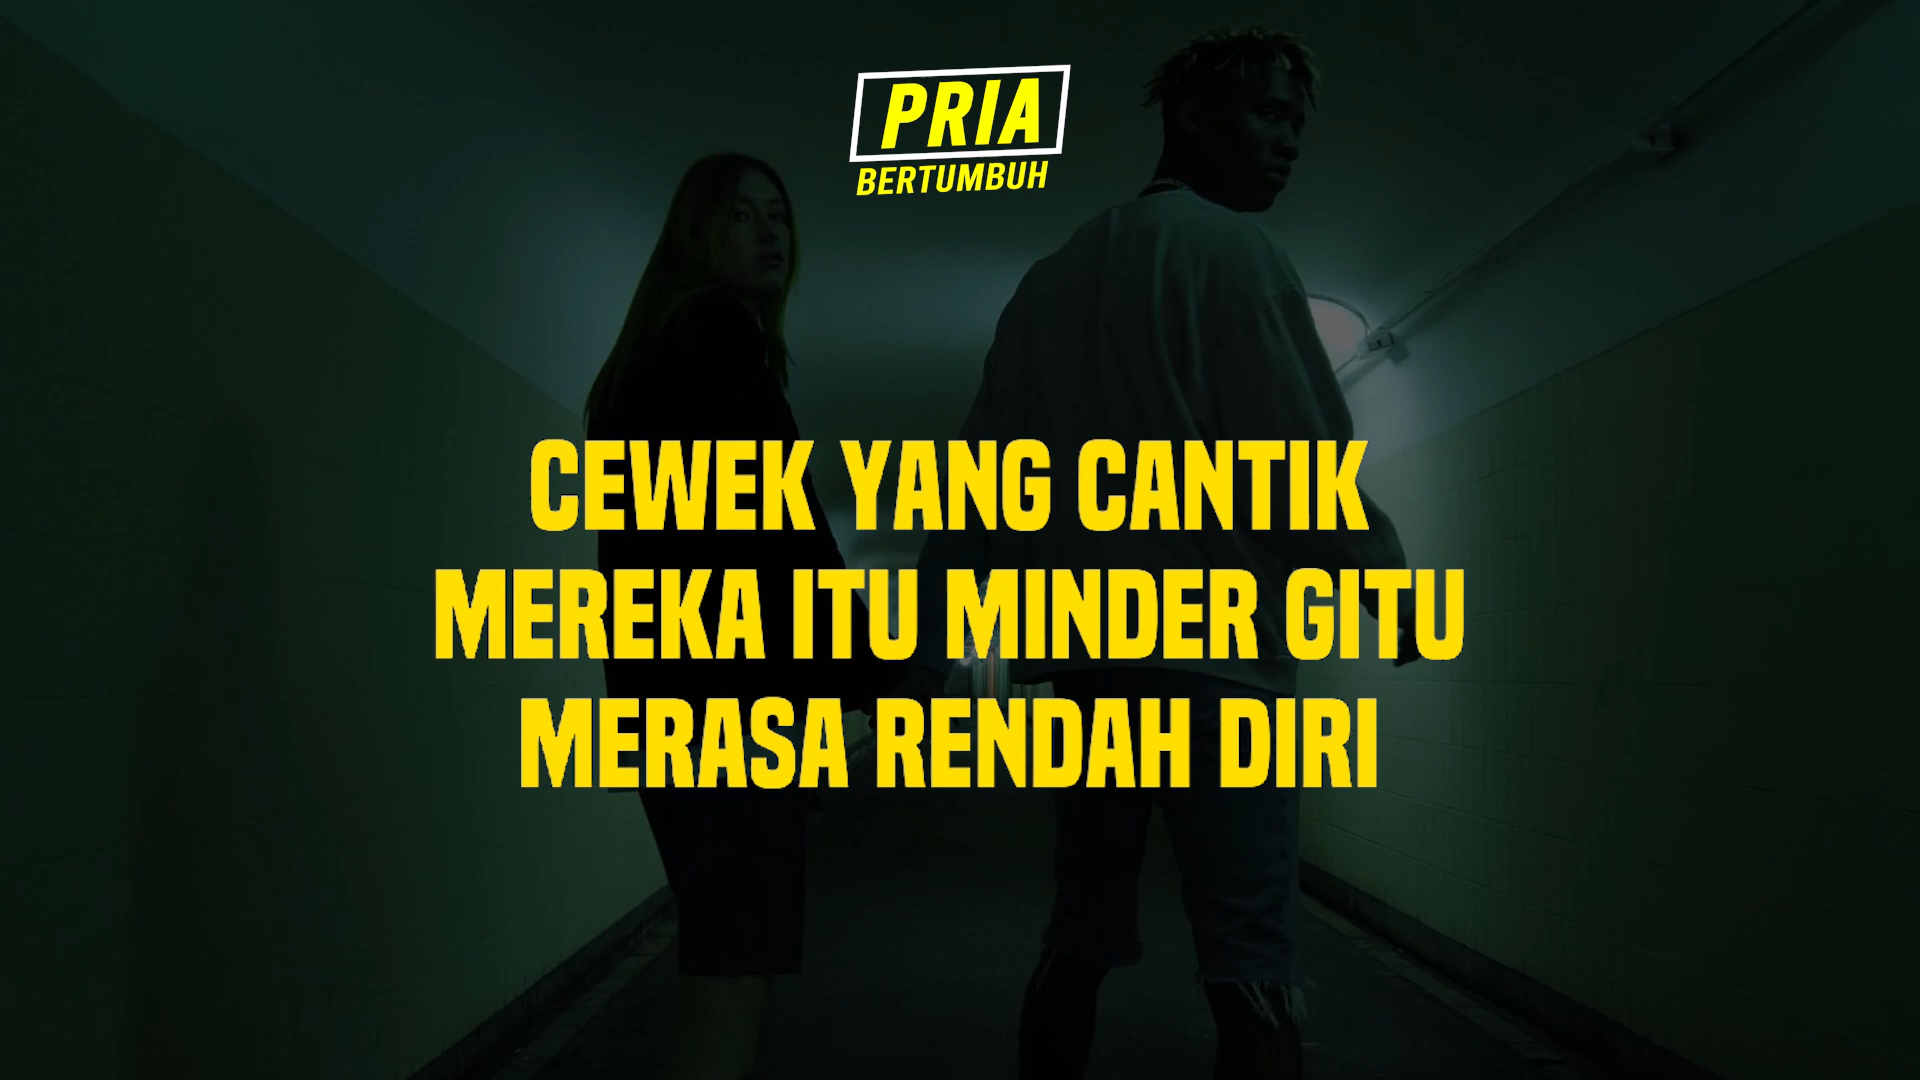 PRIA
BERTUMBUH
CEWEK YANG CANTIK
MEREKA ITU MINDER GITU
MERASA RENDAH DIRI